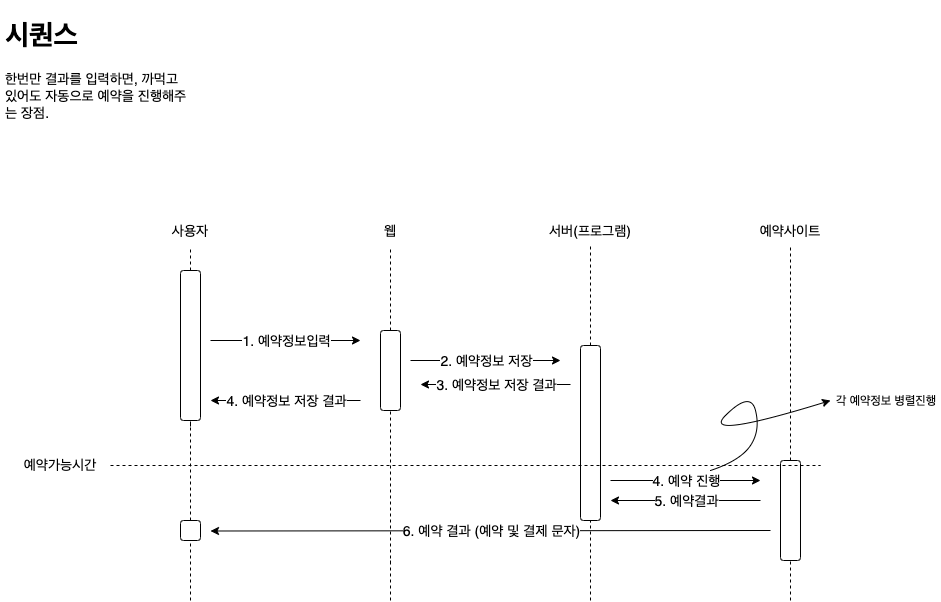 시퀀스
한번만 결과를 입력하면, 까먹고
있어도 자동으로 예약을 진행해주
는 장점.
사용자
웹
서버(프로그램)
예약사이트
1. 예약정보입력
2. 예약정보 저장
3. 예약정보 저장 결과
4. 예약정보 저장 결과
각 예약정보 병렬진행
예약가능시간
4. 예약 진행
5. 예약결과
6. 예약 결과 (예약 및 결제 문자)